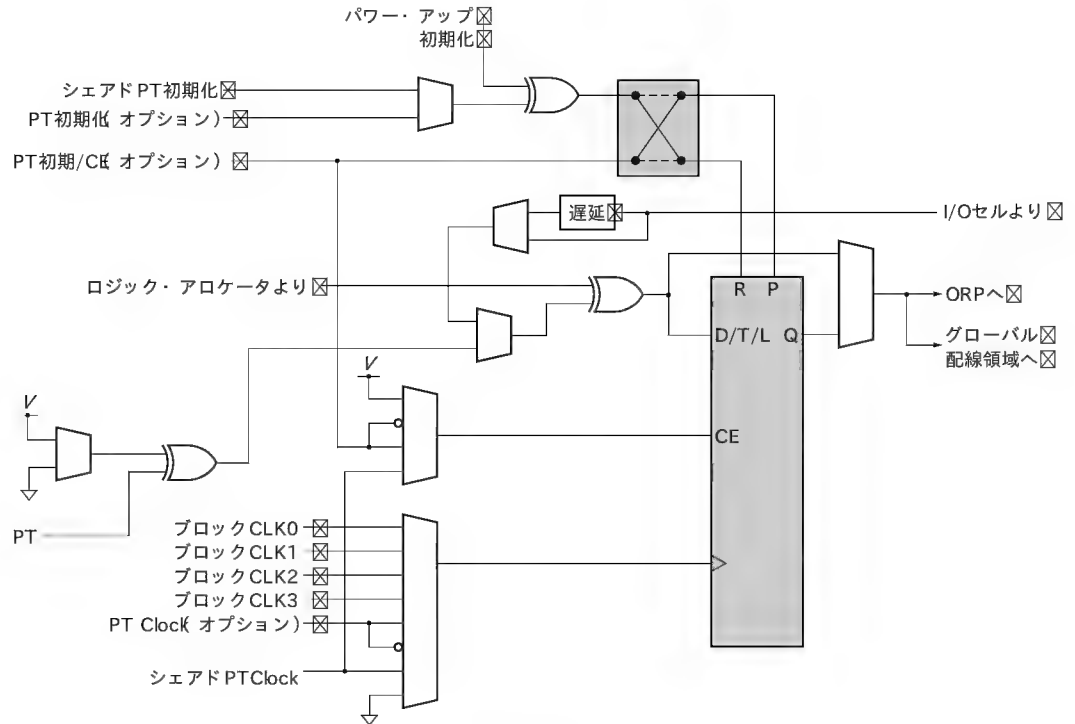 パワー・アップ
初期化
シェアドPT初期化
PT初期化(オプション)
PT初期/CE(オプション)
遅延
I/Oセルより
ロジック・アロケータより
R P
ORPへ
D/T/L Q
グローバル
配線領域へ
V
V
CE
PT
ブロックCLK0
ブロックCLK1
ブロックCLK2
ブロックCLK3
PT Clock(オプション)
シェアドPTClock